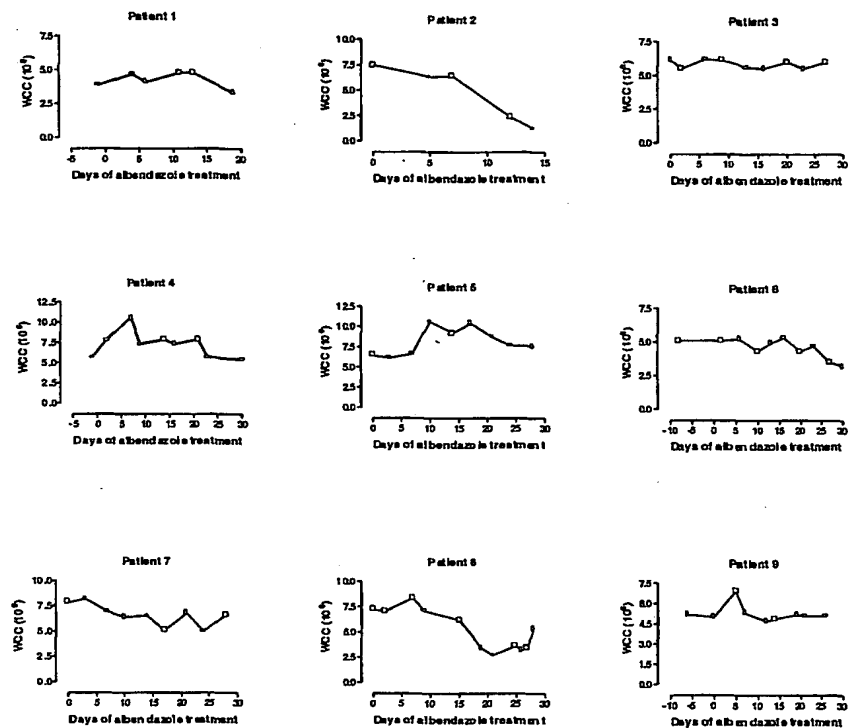 Patient 1
WCC (10⁹)
7.5
5.0
2.5
0.0
-5 0 5 10 15 20
Days of albendazole treatment
Patient 2
WCC (10⁹)
10.0
7.5
5.0
2.5
0.0
0 5 10 15
Days of albendazole treatment
Patient 3
WCC (10⁹)
7.5
5.0
2.5
0.0
0 5 10 15 20 25 30
Days of albendazole treatment
Patient 4
WCC (10⁹)
12.5
10.0
7.5
5.0
2.5
0.0
-5 0 5 10 15 20 25 30
Days of albendazole treatment
Patient 5
WCC (10⁹)
12.5
10.0
7.5
5.0
2.5
0.0
0 5 10 15 20 25 30
Days of albendazole treatment
Patient 6
WCC (10⁹)
7.5
5.0
2.5
0.0
-10 -5 0 5 10 15 20 25 30
Days of albendazole treatment
Patient 7
WCC (10⁹)
10.0
7.5
5.0
2.5
0.0
0 5 10 15 20 25 30
Days of albendazole treatment
Patient 8
WCC (10⁹)
10.0
7.5
5.0
2.5
0.0
0 5 10 15 20 25 30
Days of albendazole treatment
Patient 9
WCC (10⁹)
7.5
5.0
2.5
0.0
-10 -5 0 5 10 15 20 25 30
Days of albendazole treatment